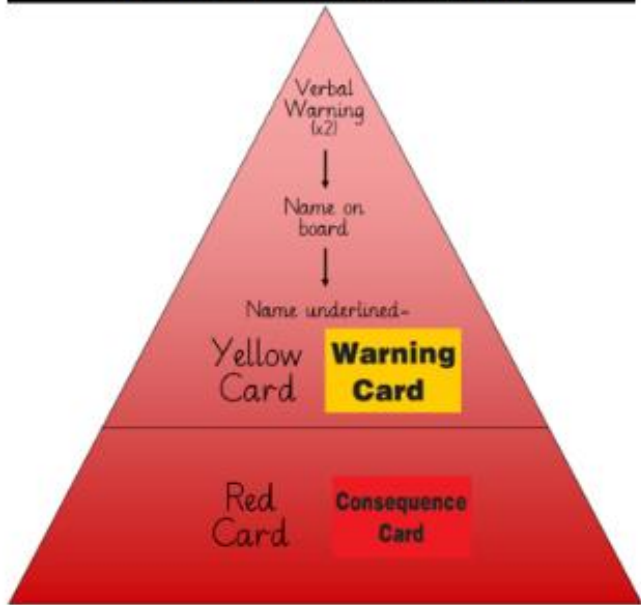 Verbal
Warning
(x2)
Name on
board
Name underlined=
Yellow
Card
Warning
Card
Red
Card
Consequence
Card